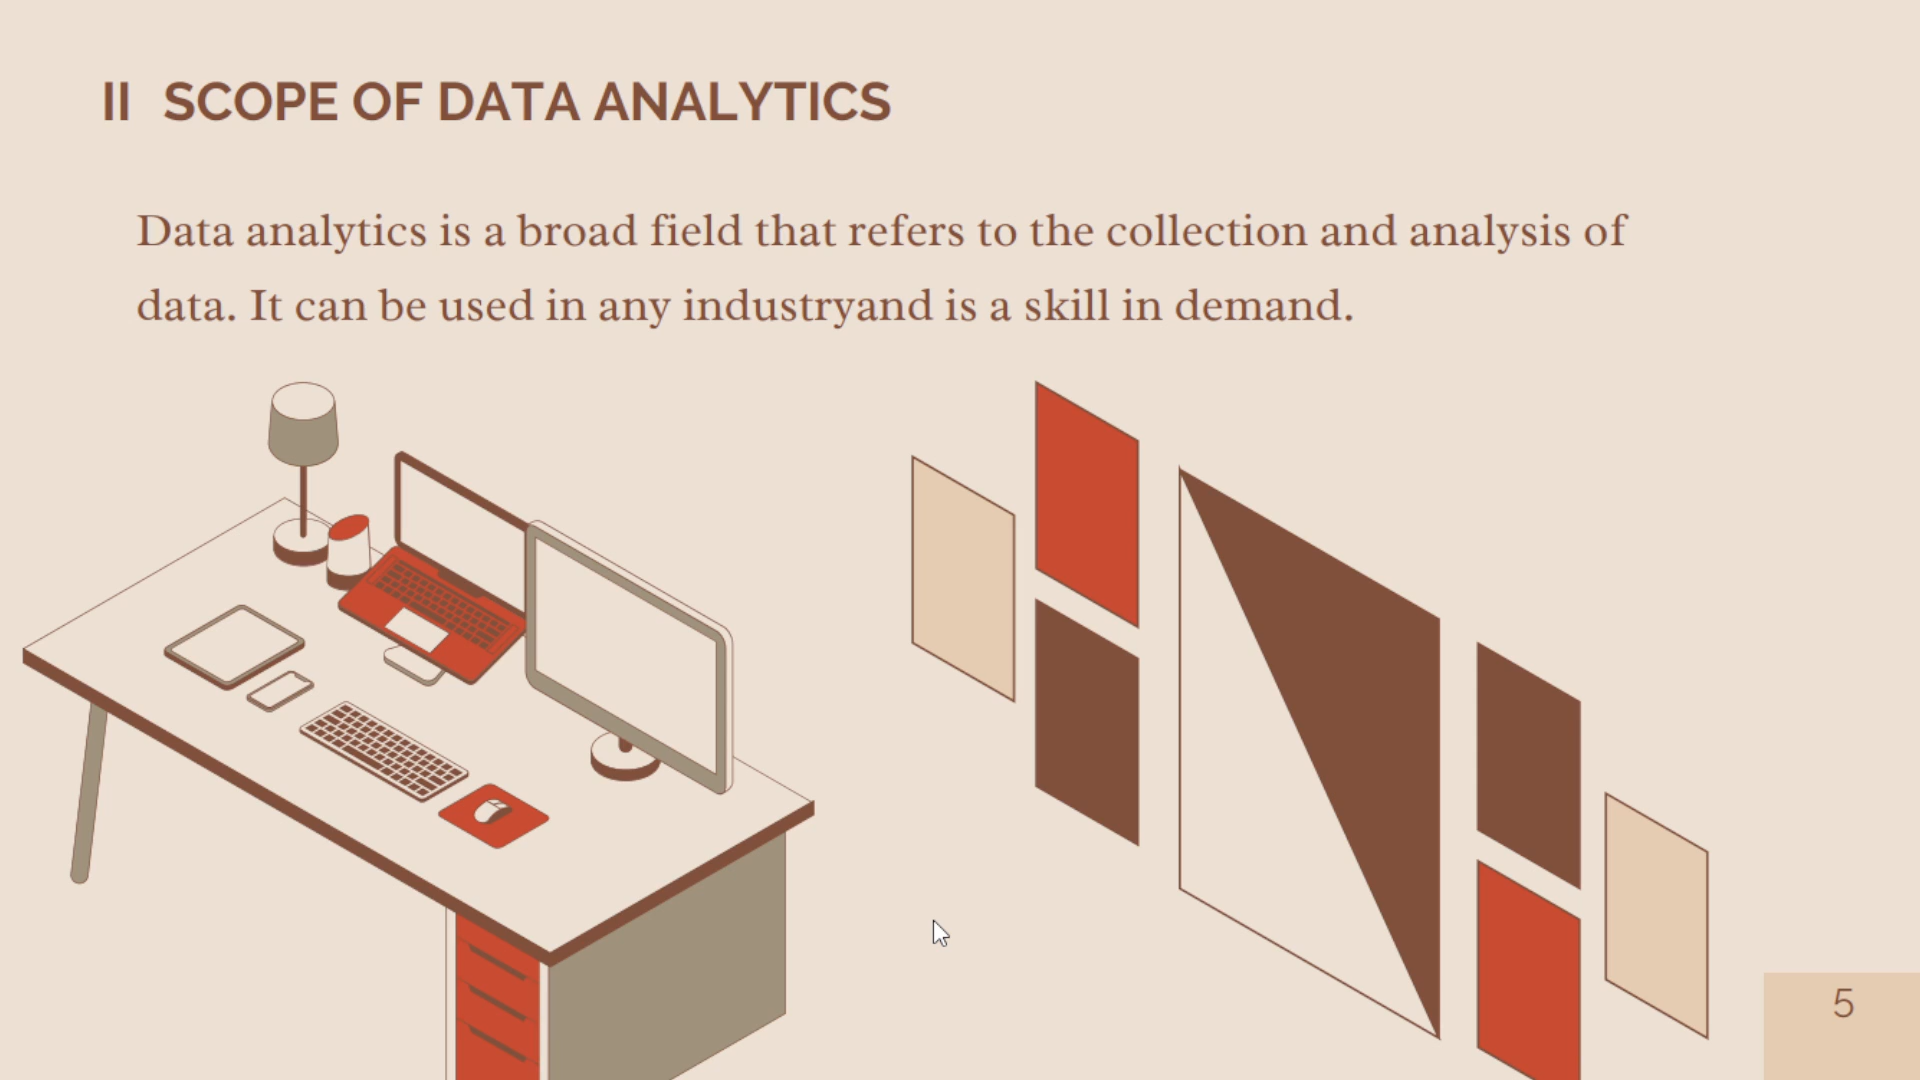 II SCOPE OF DATA ANALYTICS
Data analytics is a broad field that refers to the collection and analysis of
data. It can be used in any industryand is a skill in demand.
5